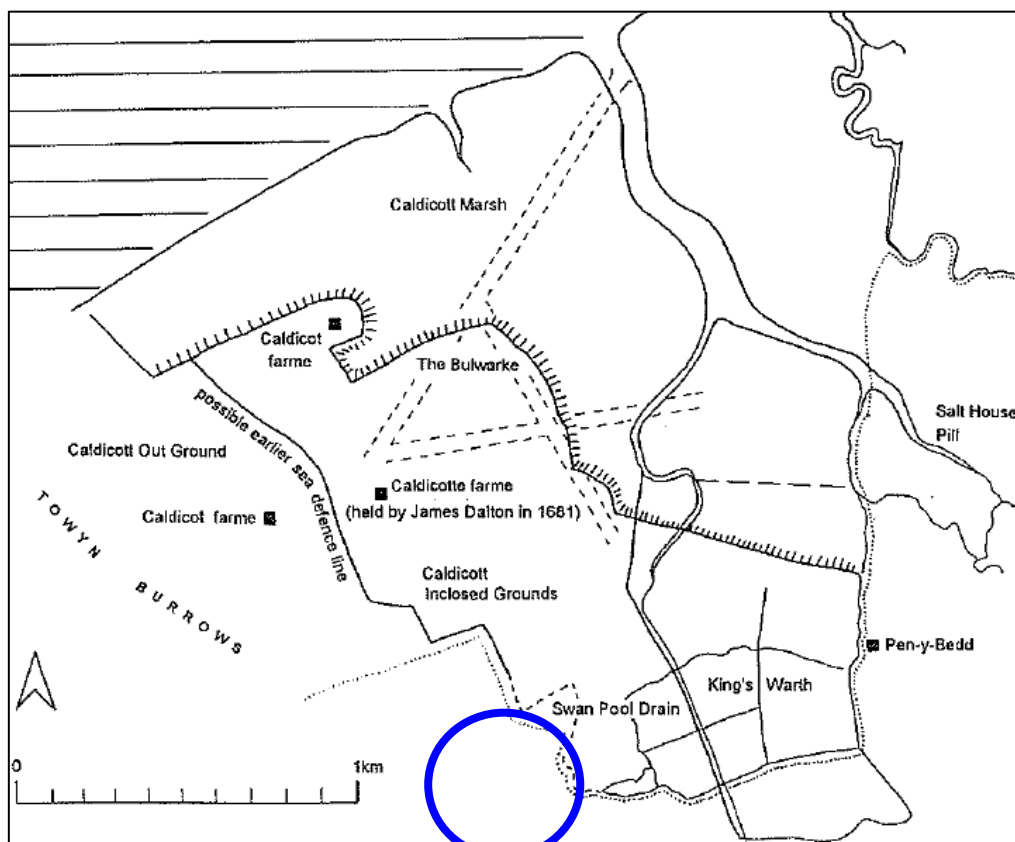 Caldicott Marsh
Caldicot
farme
The Bulwarke
Salt House
Pill
possible earlier sea defence line
Caldicott Out Ground
Caldicotte farme
(held by James Dalton in 1681)
Caldicot farme
TOWYN BURROWS
Caldicott
Inclosed Grounds
Pen-y-Bedd
King's Warth
Swan Pool Drain
0 1km